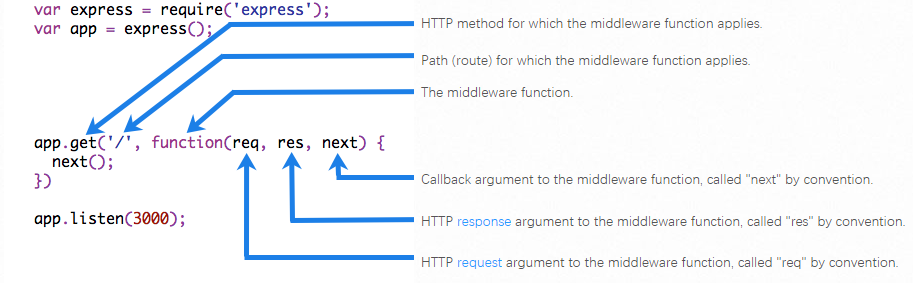 var express = require('express');
var app = express();
HTTP method for which the middleware function applies.
Path (route) for which the middleware function applies.
The middleware function.
app.get('/', function(req, res, next) {
next();
})
Callback argument to the middleware function, called "next" by convention.
app.listen(3000);
HTTP response argument to the middleware function, called "res" by convention.
HTTP request argument to the middleware function, called "req" by convention.